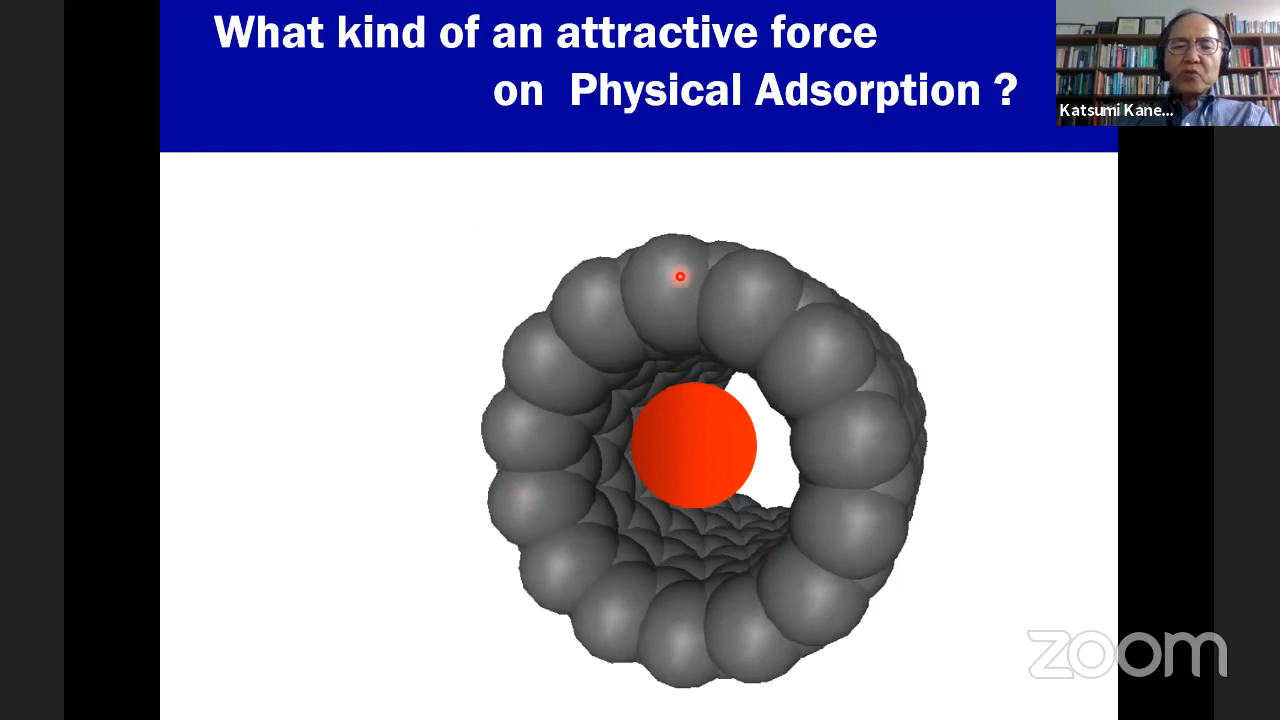 What kind of an attractive force
on Physical Adsorption ?
Katsumi Kane...
zoom